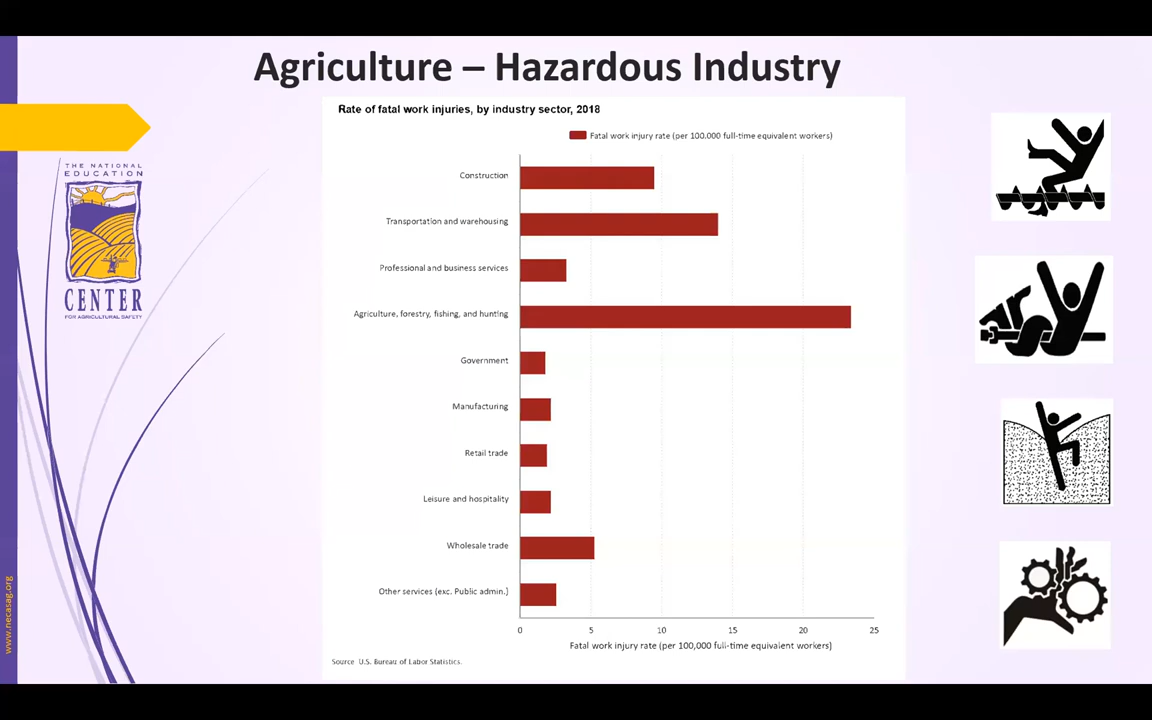 Agriculture – Hazardous Industry
Rate of fatal work injuries, by industry sector, 2018
Fatal work injury rate (per 100,000 full-time equivalent workers)
THE NATIONAL
EDUCATION
CENTER
FOR AGRICULTURAL SAFETY
Construction
Transportation and warehousing
Professional and business services
Agriculture, forestry, fishing, and hunting
Government
Manufacturing
Retail trade
Leisure and hospitality
Wholesale trade
Other services (exc. Public admin.)
0 5 10 15 20 25
Fatal work injury rate (per 100,000 full-time equivalent workers)
Source U.S. Bureau of Labor Statistics.
www.necasag.org